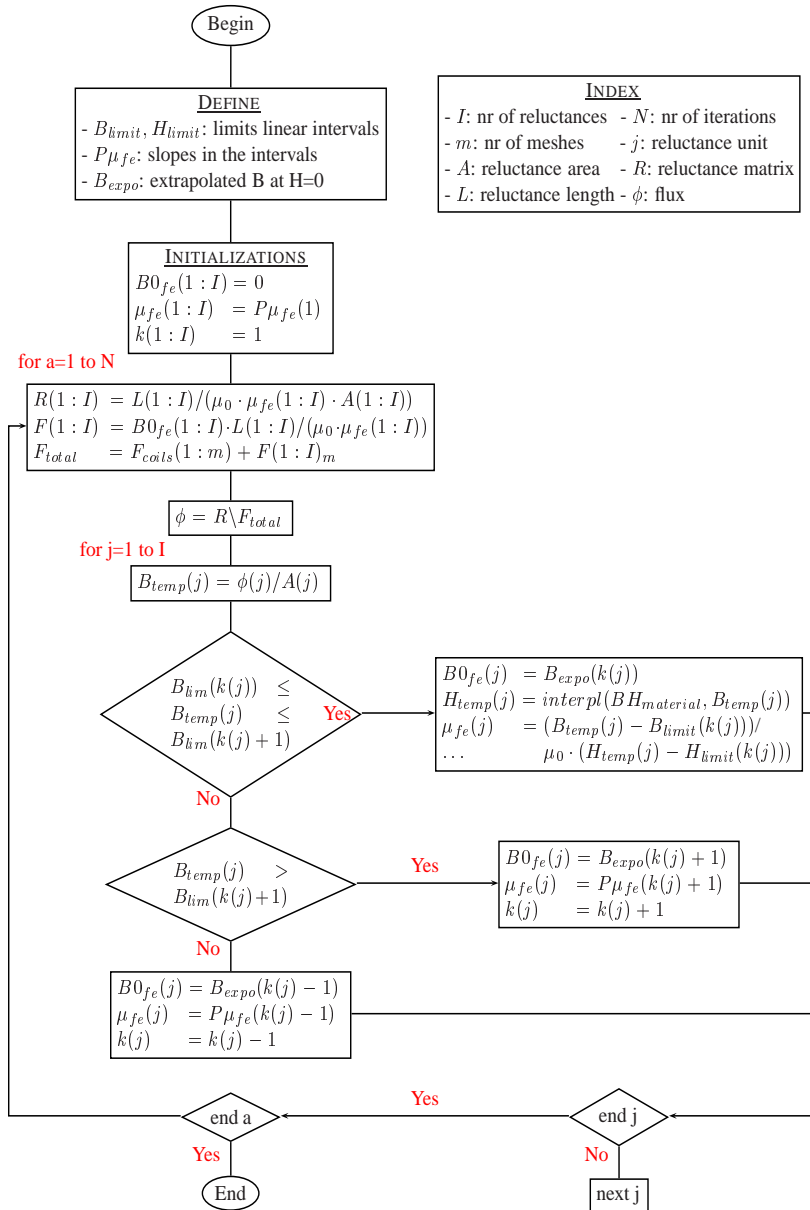 Begin
DEFINE
- B_limit, H_limit: limits linear intervals
- Pμ_fe: slopes in the intervals
- B_expo: extrapolated B at H=0
INDEX
- I: nr of reluctances - N: nr of iterations
- m: nr of meshes - j: reluctance unit
- A: reluctance area - R: reluctance matrix
- L: reluctance length - ϕ: flux
INITIALIZATIONS
B0_fe(1 : I) = 0
μ_fe(1 : I) = Pμ_fe(1)
k(1 : I) = 1
for a=1 to N
R(1 : I) = L(1 : I)/(μ_0 · μ_fe(1 : I) · A(1 : I))
F(1 : I) = B0_fe(1 : I)·L(1 : I)/(μ_0·μ_fe(1 : I))
F_total = F_coils(1 : m) + F(1 : I)_m
ϕ = R\F_total
for j=1 to I
B_temp(j) = ϕ(j)/A(j)
B_lim(k(j)) ≤
B_temp(j) ≤
B_lim(k(j) + 1)
Yes
B0_fe(j) = B_expo(k(j))
H_temp(j) = interpl(BH_material, B_temp(j))
μ_fe(j) = (B_temp(j) − B_limit(k(j)))/
... μ_0 · (H_temp(j) − H_limit(k(j)))
No
B_temp(j) >
B_lim(k(j)+1)
Yes
B0_fe(j) = B_expo(k(j) + 1)
μ_fe(j) = Pμ_fe(k(j) + 1)
k(j) = k(j) + 1
No
B0_fe(j) = B_expo(k(j) − 1)
μ_fe(j) = Pμ_fe(k(j) − 1)
k(j) = k(j) − 1
end a
Yes
end j
Yes
No
End
next j